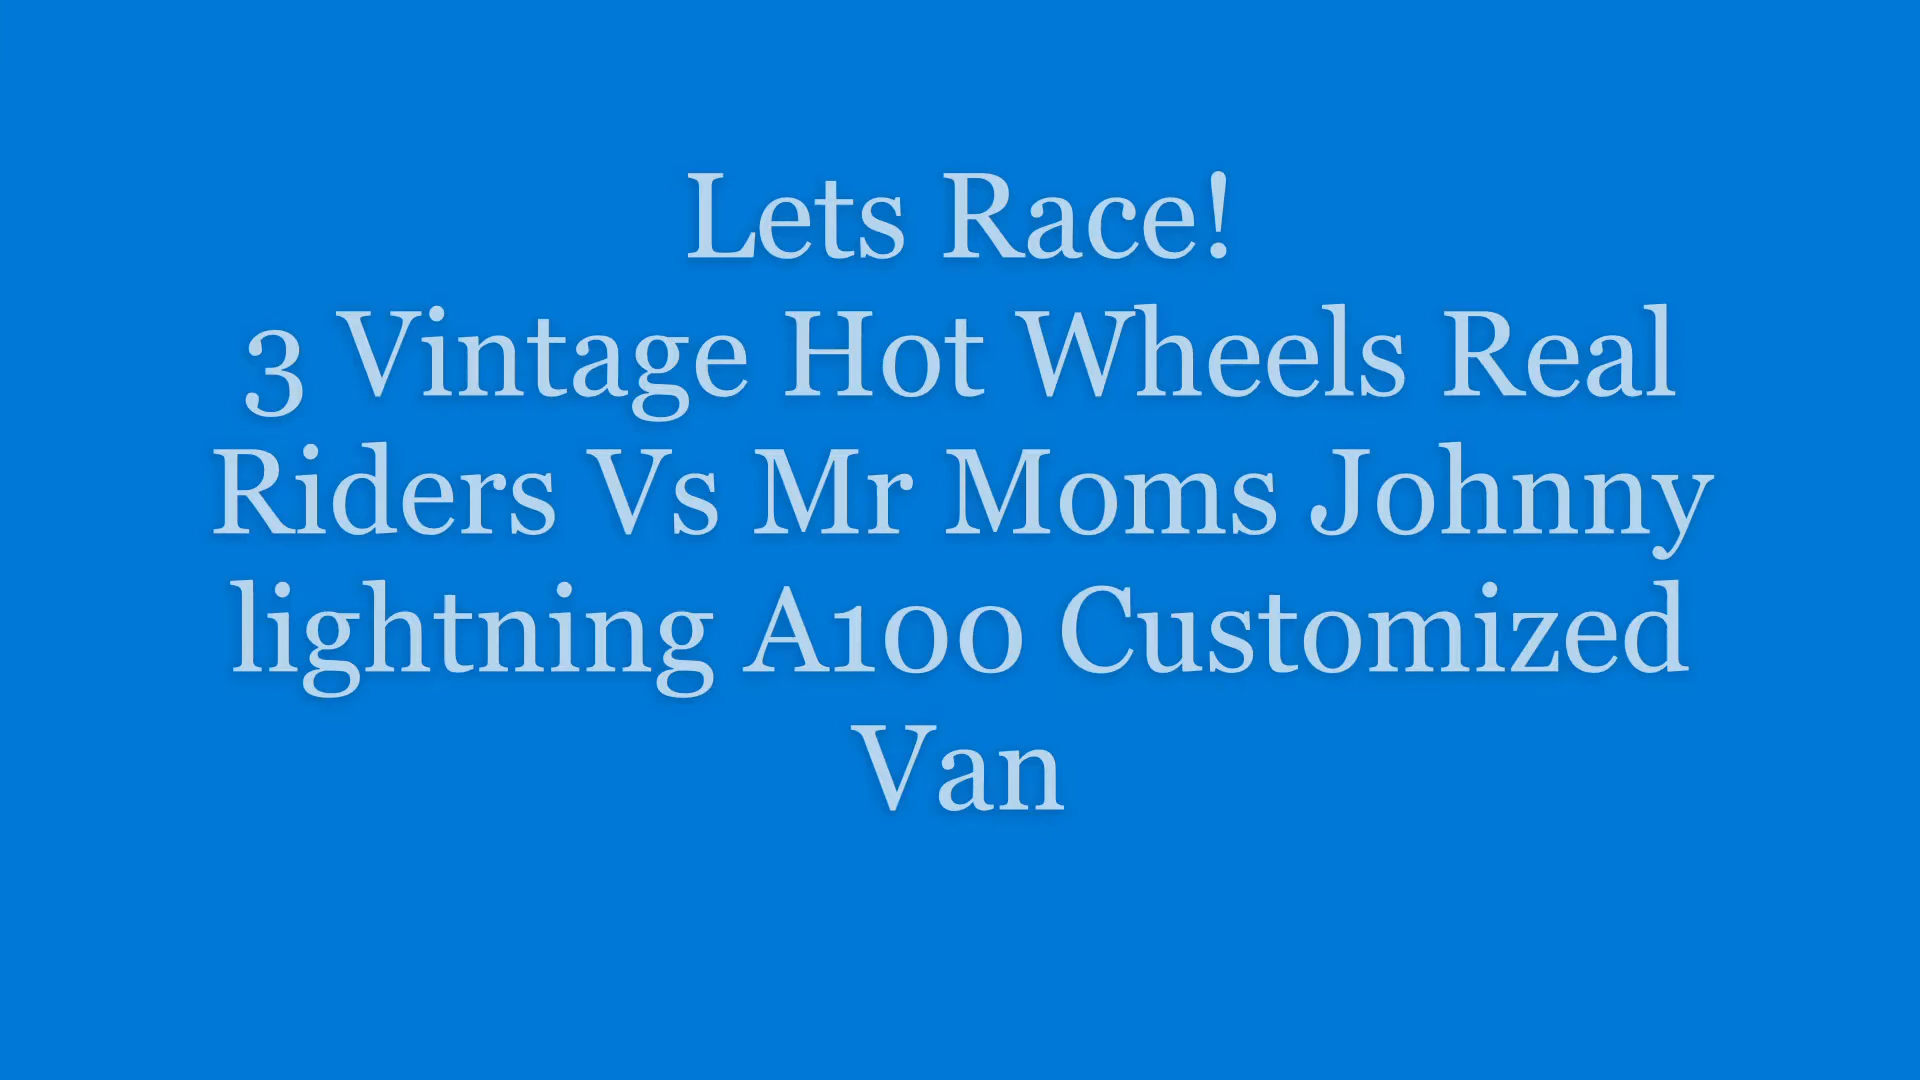 Lets Race!
3 Vintage Hot Wheels Real
Riders Vs Mr Moms Johnny
lightning A100 Customized
Van